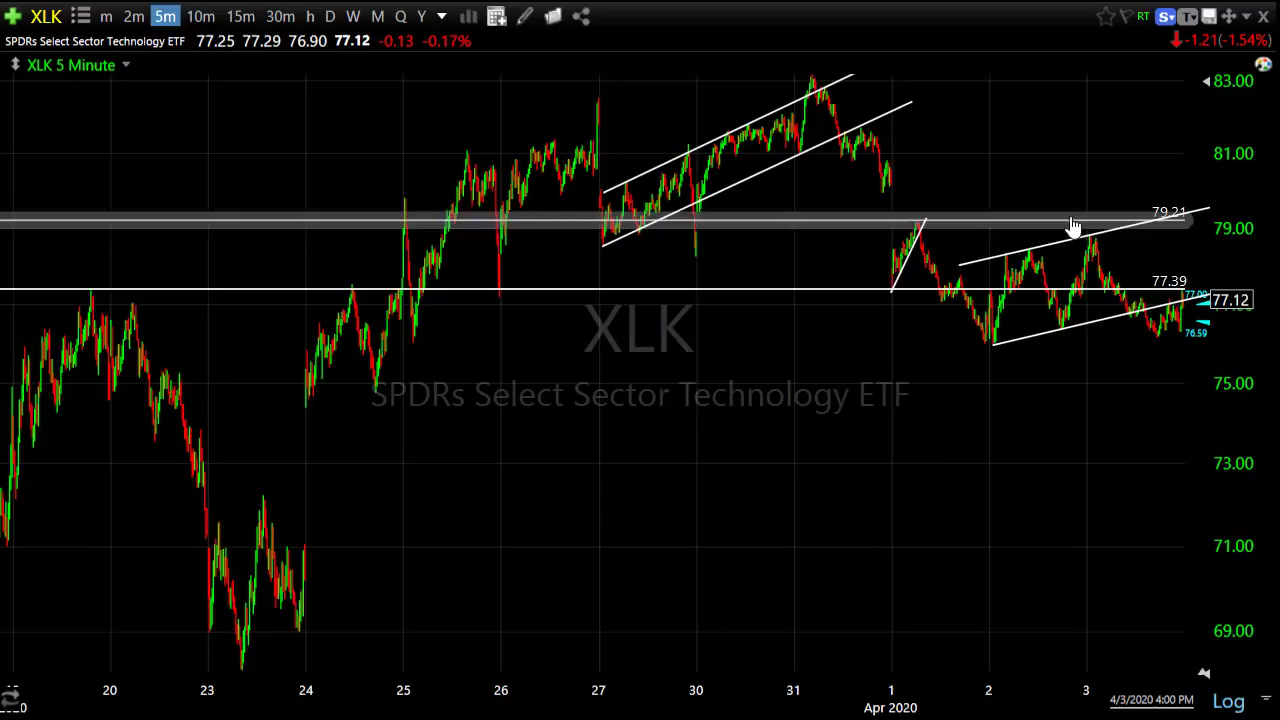 XLK m 2m 5m 10m 15m 30m h D W M Q Y RT S T
SPDRs Select Sector Technology ETF 77.25 77.29 76.90 77.12 -0.13 -0.17% -1.21(-1.54%)
XLK 5 Minute
83.00
81.00
79.21
79.00
77.39
77.00
77.12
76.50
XLK
75.00
SPDRs Select Sector Technology ETF
73.00
71.00
69.00
20 23 24 25 26 27 30 31 1 2 3
Apr 2020 4/3/2020 4:00 PM Log